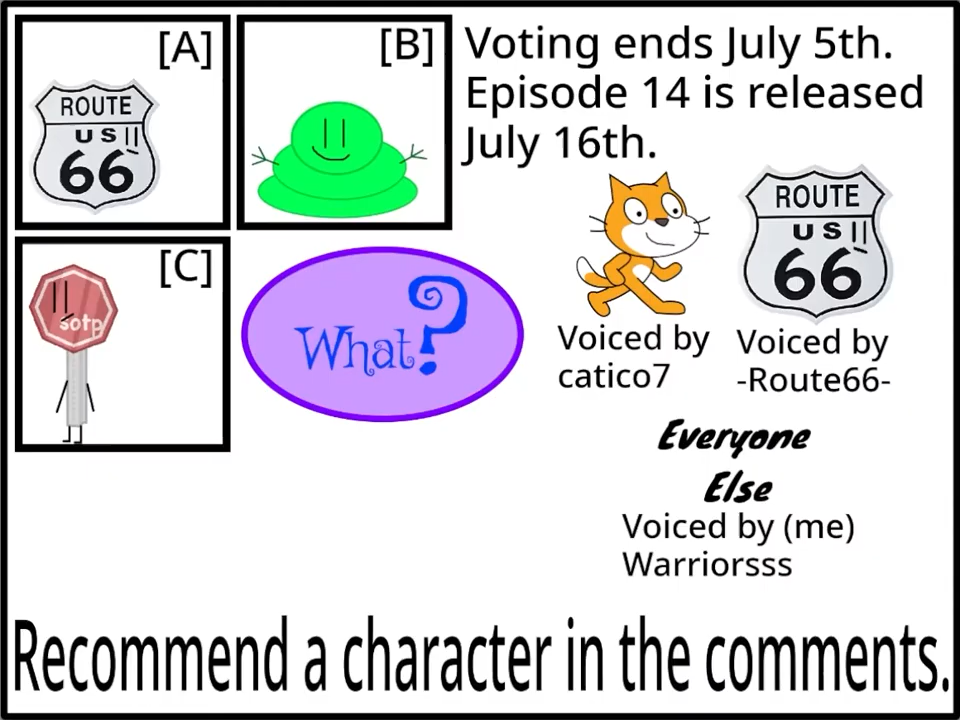 [A]
ROUTE
US
66
[B]
Voting ends July 5th.
Episode 14 is released
July 16th.
[C]
sotp
What?
ROUTE
US
66
Voiced by
catico7
Voiced by
-Route66-
Everyone
Else
Voiced by (me)
Warriorsss
Recommend a character in the comments.